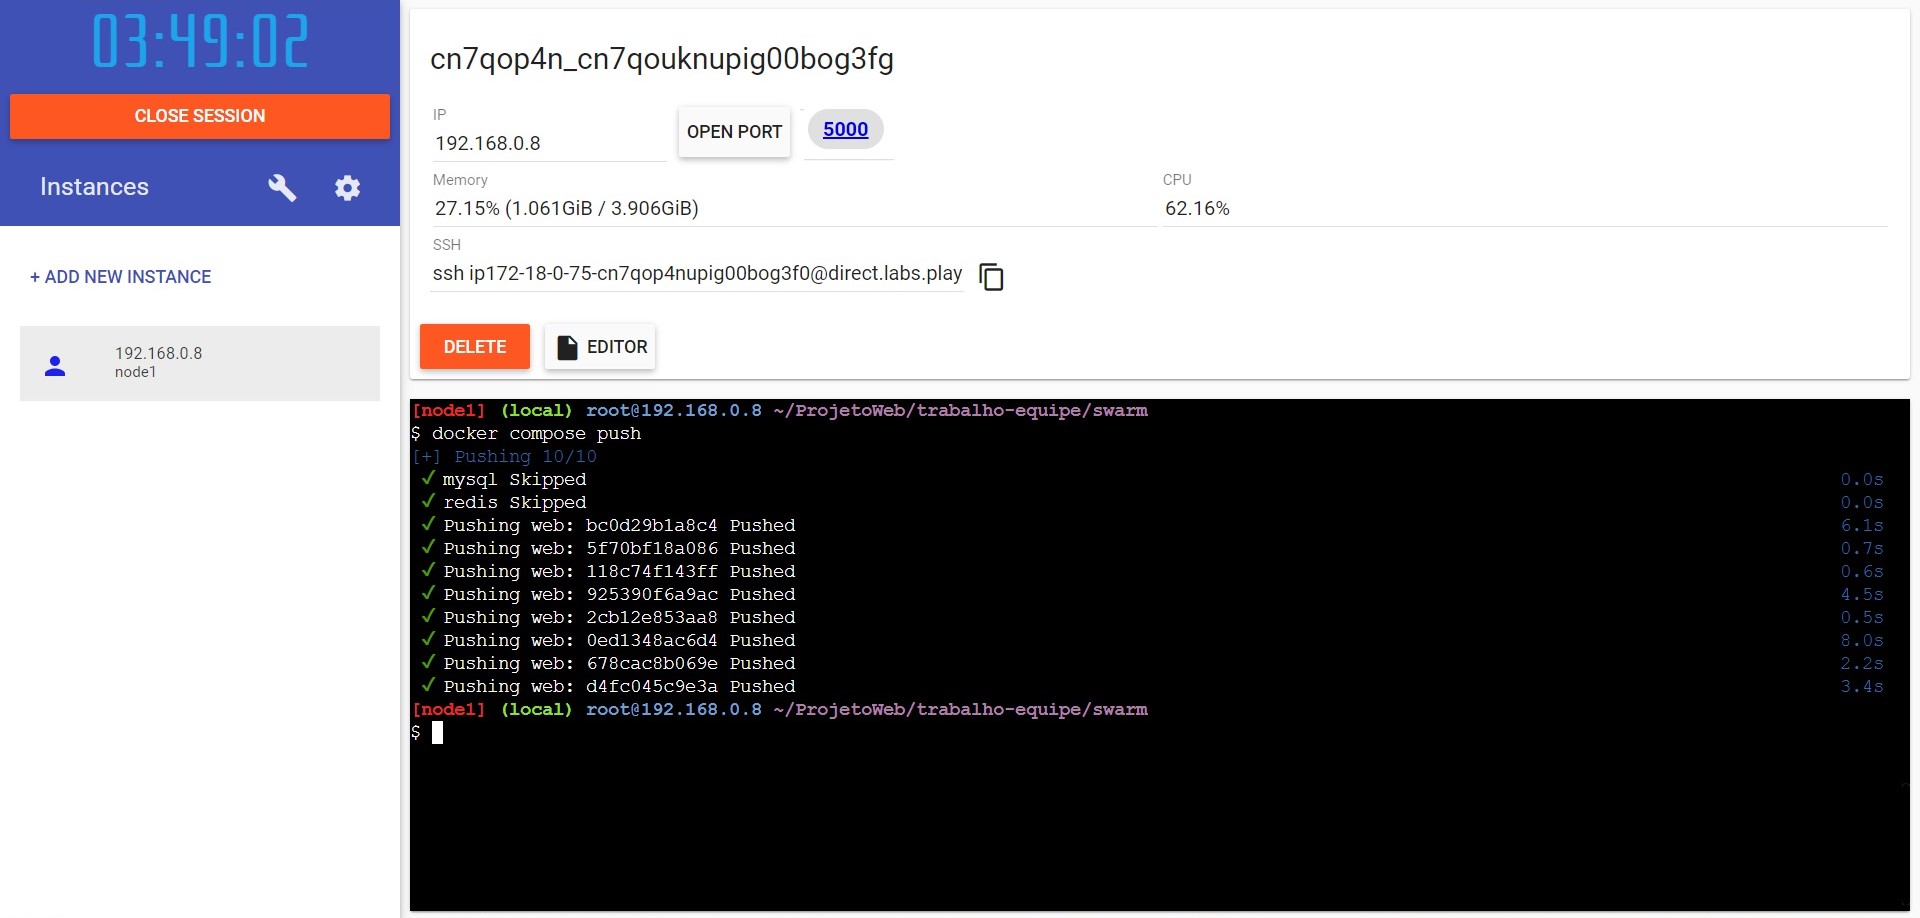 03:49:02
CLOSE SESSION
Instances
+ ADD NEW INSTANCE
192.168.0.8
node1
cn7qop4n_cn7qouknupig00bog3fg
IP
192.168.0.8
OPEN PORT
5000
Memory
27.15% (1.061GiB / 3.906GiB)
CPU
62.16%
SSH
ssh ip172-18-0-75-cn7qop4nupig00bog3f0@direct.labs.play
DELETE
EDITOR
[node1] (local) root@192.168.0.8 ~/ProjetoWeb/trabalho-equipe/swarm
$ docker compose push
[+] Pushing 10/10
✓ mysql Skipped 0.0s
✓ redis Skipped 0.0s
✓ Pushing web: bc0d29b1a8c4 Pushed 6.1s
✓ Pushing web: 5f70bf18a086 Pushed 0.7s
✓ Pushing web: 118c74f143ff Pushed 0.6s
✓ Pushing web: 925390f6a9ac Pushed 4.5s
✓ Pushing web: 2cb12e853aa8 Pushed 0.5s
✓ Pushing web: 0ed1348ac6d4 Pushed 8.0s
✓ Pushing web: 678cac8b069e Pushed 2.2s
✓ Pushing web: d4fc045c9e3a Pushed 3.4s
[node1] (local) root@192.168.0.8 ~/ProjetoWeb/trabalho-equipe/swarm
$